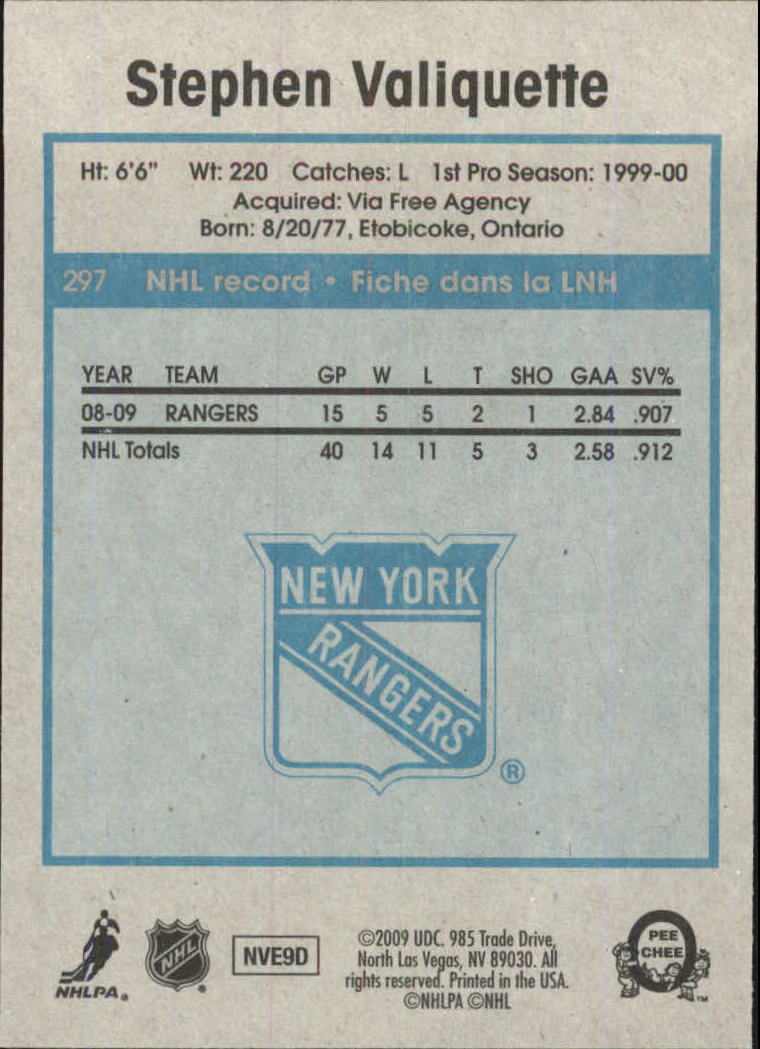 Stephen Valiquette
Ht: 6'6" Wt: 220 Catches: L 1st Pro Season: 1999-00
Acquired: Via Free Agency
Born: 8/20/77, Etobicoke, Ontario
297 NHL record • Fiche dans la LNH
YEAR TEAM GP W L T SHO GAA SV%
08-09 RANGERS 15 5 5 2 1 2.84 .907
NHL Totals 40 14 11 5 3 2.58 .912
NEW YORK
RANGERS
®
NHLPA®
NHL®
NVE9D
©2009 UDC. 985 Trade Drive,
North Las Vegas, NV 89030. All
rights reserved. Printed in the USA.
©NHLPA ©NHL
O
PEE
CHEE
™